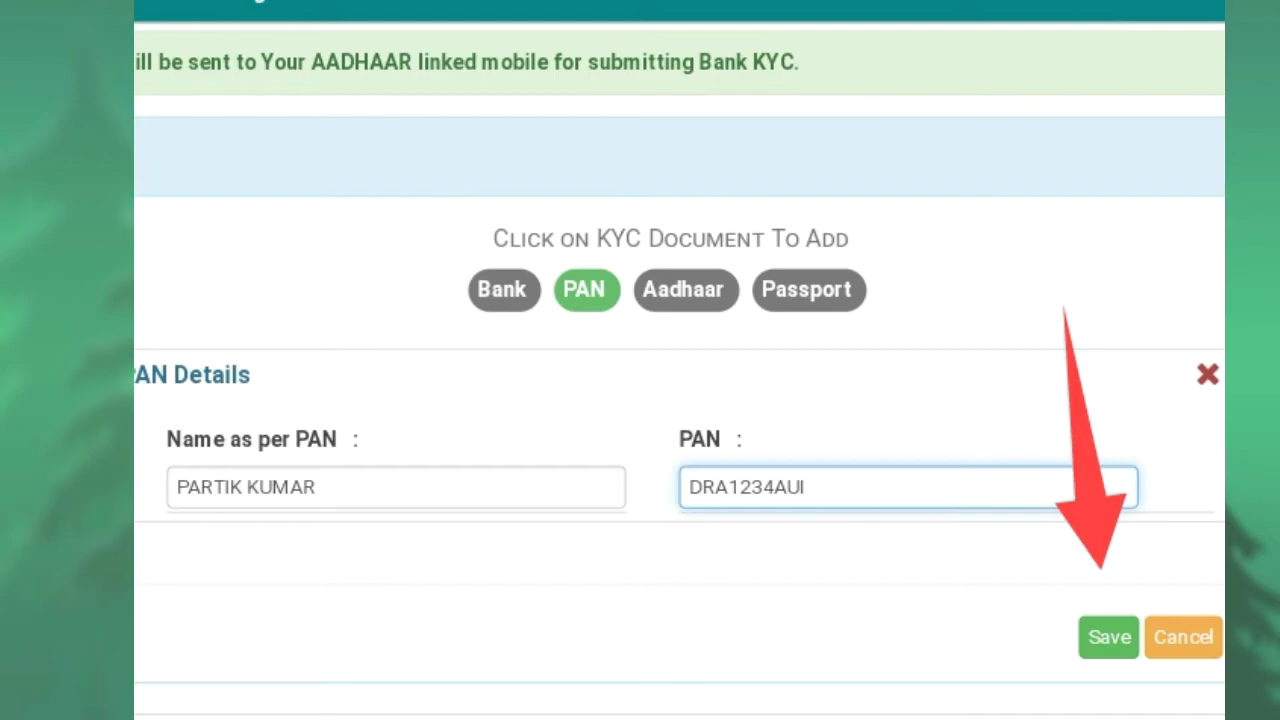 ill be sent to Your AADHAAR linked mobile for submitting Bank KYC.
CLICK ON KYC DOCUMENT TO ADD
Bank PAN Aadhaar Passport
AN Details
Name as per PAN : PAN :
PARTIK KUMAR DRA1234AUI
Save Cancel